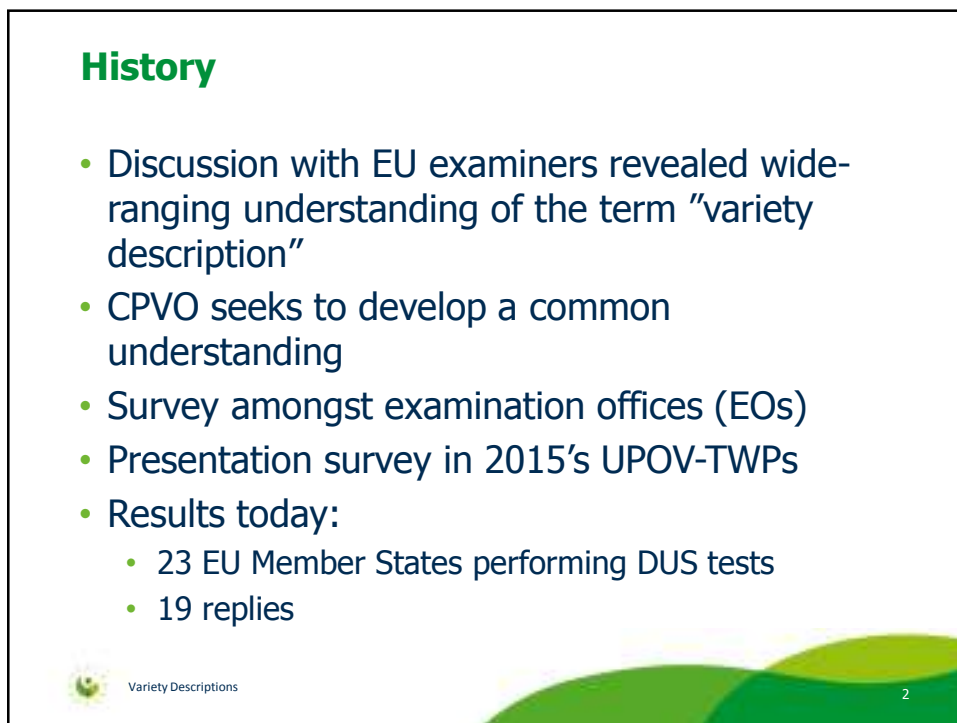 History
• Discussion with EU examiners revealed wide-
ranging understanding of the term ”variety
description”
• CPVO seeks to develop a common
understanding
• Survey amongst examination offices (EOs)
• Presentation survey in 2015’s UPOV-TWPs
• Results today:
• 23 EU Member States performing DUS tests
• 19 replies
Variety Descriptions
2